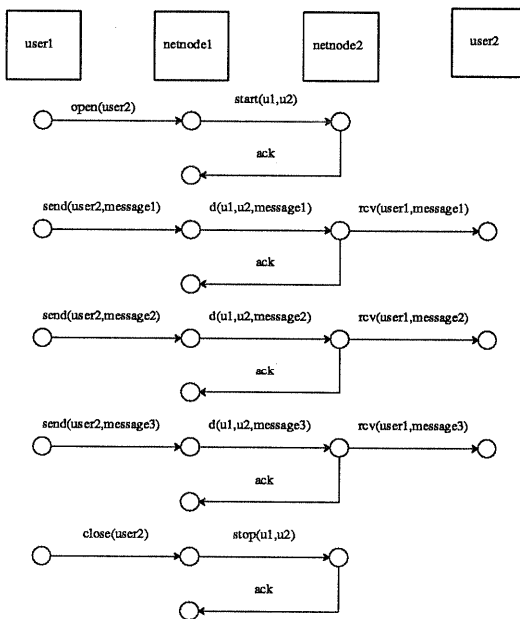 user1 netnode1 netnode2 user2
open(user2) start(u1,u2)
ack
send(user2,message1) d(u1,u2,message1) rcv(user1,message1)
ack
send(user2,message2) d(u1,u2,message2) rcv(user1,message2)
ack
send(user2,message3) d(u1,u2,message3) rcv(user1,message3)
ack
close(user2) stop(u1,u2)
ack